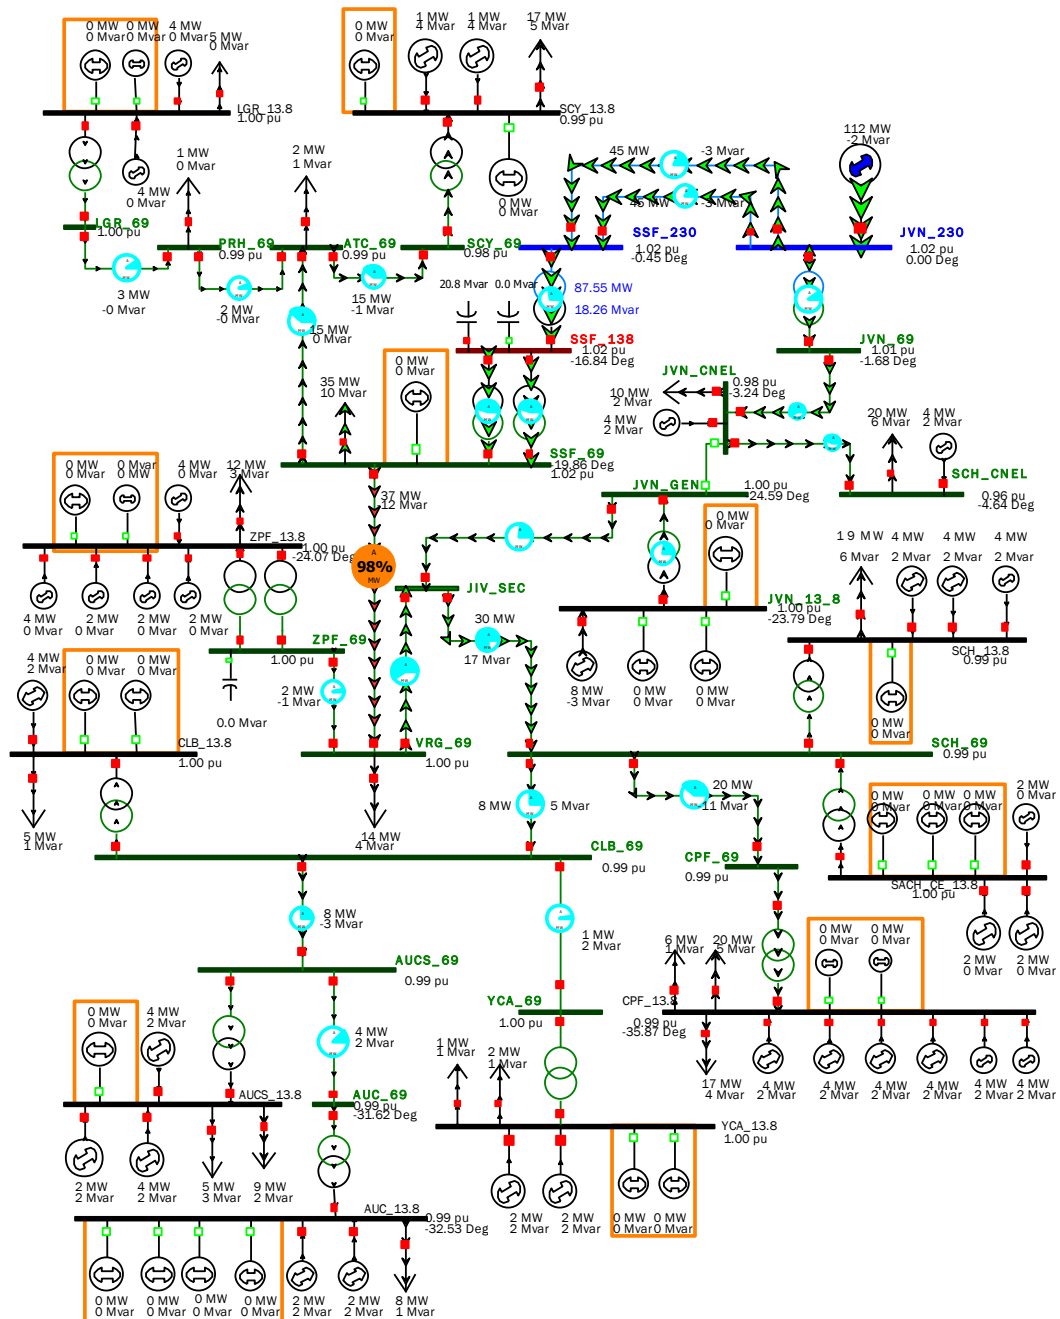 0 MW
0 Mvar
0 MW
0 Mvar
4 MW
0 Mvar
5 MW
0 Mvar
LGR_13.8
1.00 pu
4 MW
0 Mvar
1 MW
0 Mvar
2 MW
1 Mvar
0 MW
0 Mvar
1 MW
4 Mvar
1 MW
4 Mvar
17 MW
5 Mvar
SCY_13.8
0.99 pu
0 MW
0 Mvar
112 MW
-2 Mvar
45 MW
-3 Mvar
45 MW
-3 Mvar
LGR_69
1.00 pu
PRH_69
0.99 pu
ATC_69
0.99 pu
SCY_69
0.98 pu
SSF_230
1.02 pu
-0.45 Deg
JVN_230
1.02 pu
0.00 Deg
3 MW
-0 Mvar
2 MW
-0 Mvar
15 MW
-1 Mvar
15 MW
0 Mvar
20.8 Mvar
0.0 Mvar
87.55 MW
18.26 Mvar
SSF_138
1.02 pu
-16.84 Deg
JVN_69
1.01 pu
-1.68 Deg
35 MW
10 Mvar
0 MW
0 Mvar
JVN_CNEL
0.98 pu
-3.24 Deg
10 MW
2 Mvar
4 MW
2 Mvar
20 MW
6 Mvar
4 MW
2 Mvar
SCH_CNEL
0.96 pu
-4.64 Deg
SSF_69
-19.86 Deg
1.02 pu
37 MW
12 Mvar
A
98%
MW
JVN_GEN
1.00 pu
24.59 Deg
0 MW
0 Mvar
0 MW
0 Mvar
0 MW
0 Mvar
4 MW
0 Mvar
12 MW
3 Mvar
ZPF_13.8
1.00 pu
-24.07 Deg
4 MW
0 Mvar
2 MW
0 Mvar
2 MW
0 Mvar
2 MW
0 Mvar
JIV_SEC
30 MW
17 Mvar
JVN_13_8
1.00 pu
-23.79 Deg
8 MW
-3 Mvar
0 MW
0 Mvar
0 MW
0 Mvar
19 MW
6 Mvar
4 MW
2 Mvar
4 MW
2 Mvar
4 MW
2 Mvar
SCH_13.8
0.99 pu
0 MW
0 Mvar
ZPF_69
1.00 pu
2 MW
-1 Mvar
0.0 Mvar
4 MW
2 Mvar
0 MW
0 Mvar
0 MW
0 Mvar
CLB_13.8
1.00 pu
5 MW
1 Mvar
VRG_69
1.00 pu
14 MW
4 Mvar
SCH_69
0.99 pu
8 MW
5 Mvar
20 MW
-11 Mvar
0 MW
0 Mvar
0 MW
0 Mvar
0 MW
0 Mvar
2 MW
0 Mvar
SACH_CE_13.8
1.00 pu
2 MW
0 Mvar
2 MW
0 Mvar
CLB_69
0.99 pu
CPF_69
0.99 pu
8 MW
-3 Mvar
1 MW
2 Mvar
6 MW
1 Mvar
20 MW
5 Mvar
0 MW
0 Mvar
0 MW
0 Mvar
CPF_13.8
0.99 pu
-35.87 Deg
17 MW
4 Mvar
4 MW
2 Mvar
4 MW
2 Mvar
4 MW
2 Mvar
4 MW
2 Mvar
4 MW
2 Mvar
4 MW
2 Mvar
AUCS_69
0.99 pu
YCA_69
1.00 pu
0 MW
0 Mvar
4 MW
2 Mvar
4 MW
2 Mvar
1 MW
1 Mvar
2 MW
1 Mvar
AUCS_13.8
AUC_69
0.99 pu
-31.62 Deg
2 MW
2 Mvar
4 MW
2 Mvar
5 MW
3 Mvar
9 MW
2 Mvar
YCA_13.8
1.00 pu
2 MW
2 Mvar
2 MW
2 Mvar
0 MW
0 Mvar
0 MW
0 Mvar
AUC_13.8
0.99 pu
-32.53 Deg
0 MW
0 Mvar
0 MW
0 Mvar
0 MW
0 Mvar
0 MW
0 Mvar
2 MW
2 Mvar
2 MW
2 Mvar
8 MW
1 Mvar